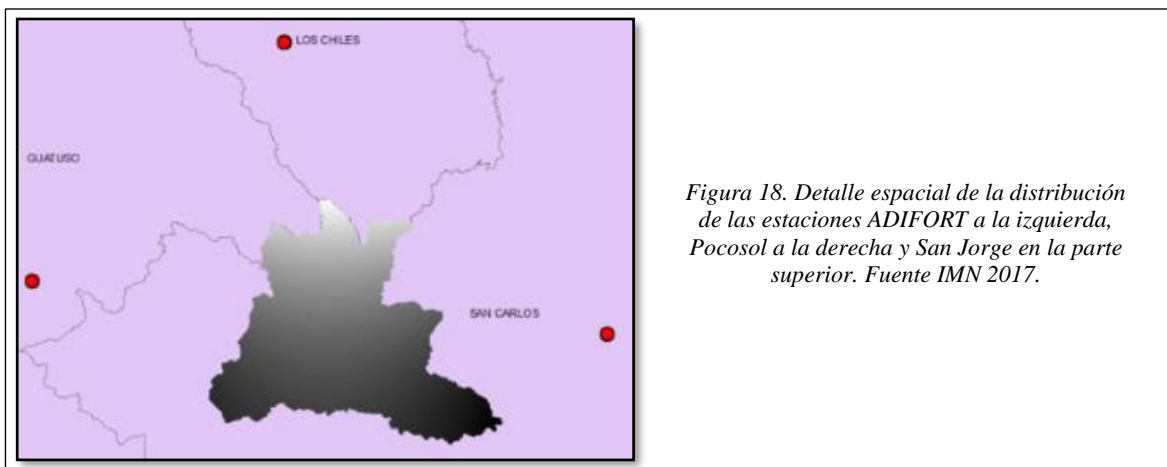 LOS CHILES
GUATUSO
SAN CARLOS
Figura 18. Detalle espacial de la distribución
de las estaciones ADIFORT a la izquierda,
Pocosol a la derecha y San Jorge en la parte
superior. Fuente IMN 2017.